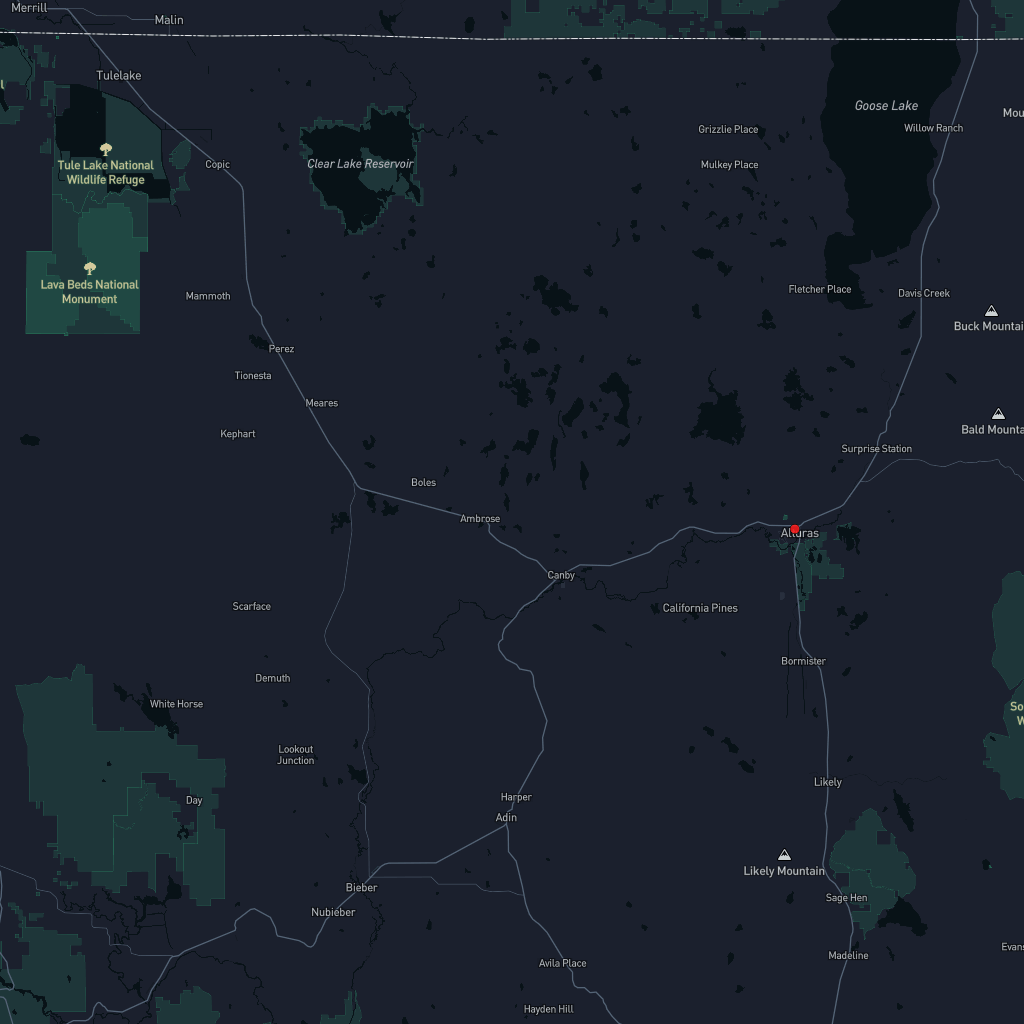 Merrill
Malin
Tulelake
Goose Lake
Willow Ranch
Grizzlie Place
Mulkey Place
Tule Lake National
Wildlife Refuge
Copic
Clear Lake Reservoir
Lava Beds National
Monument
Mammoth
Fletcher Place
Davis Creek
Buck Mountai
Perez
Tionesta
Meares
Kephart
Bald Mounta
Surprise Station
Boles
Ambrose
Alturas
Canby
Scarface
California Pines
Bormister
Demuth
White Horse
So
W
Lookout
Junction
Likely
Day
Harper
Adin
Likely Mountain
Bieber
Nubieber
Sage Hen
Evans
Madeline
Avila Place
Hayden Hill